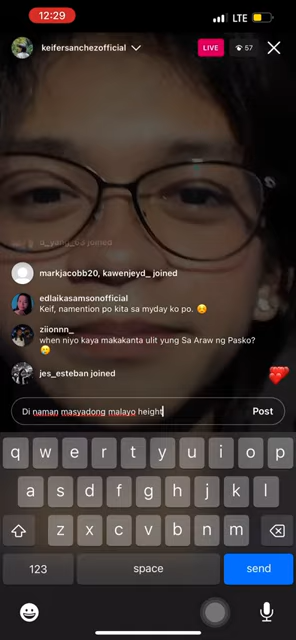 12:29
LTE
keifersanchezofficial
LIVE
57
joined
markjacobb20, kawenjeyd_ joined
edlaikasamsonofficial
Keif, namention po kita sa myday ko po. 😊
ziionnn_
when niyo kaya makakanta ulit yung Sa Araw ng Pasko?
🥲
jes_esteban joined
Di naman masyadong malayo height
Post
q w e r t y u i o p
a s d f g h j k l
z x c v b n m
123
space
send